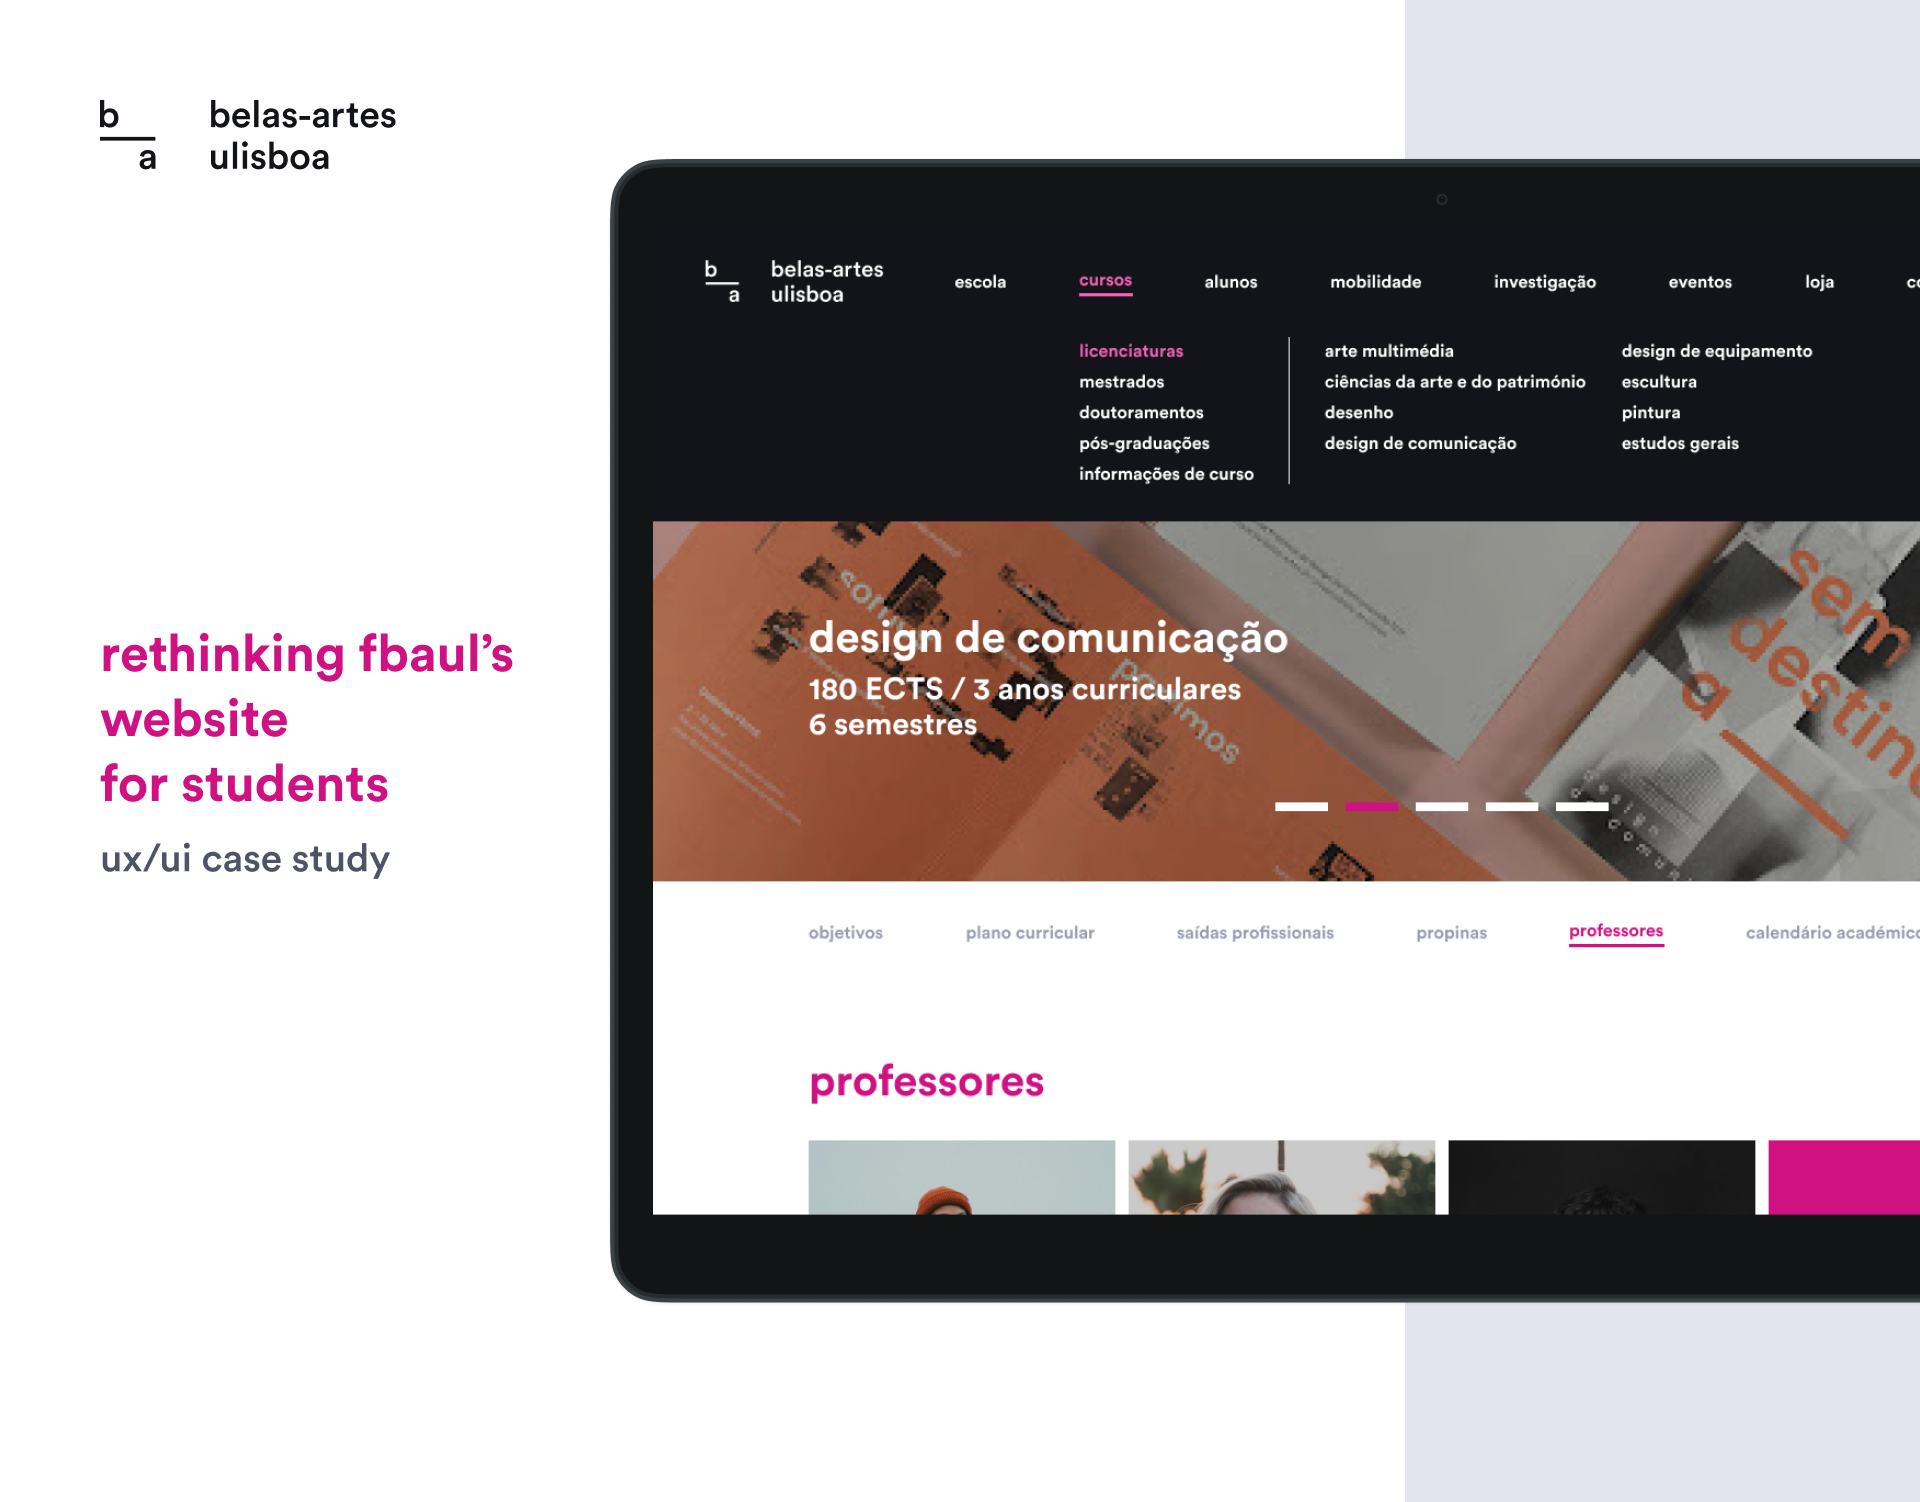 b
a
belas-artes
ulisboa
rethinking fbaul’s
website
for students
ux/ui case study
b
a
belas-artes
ulisboa
escola
cursos
alunos
mobilidade
investigação
eventos
loja
licenciaturas
mestrados
doutoramentos
pós-graduações
informações de curso
arte multimédia
ciências da arte e do património
desenho
design de comunicação
design de equipamento
escultura
pintura
estudos gerais
design de comunicação
180 ECTS / 3 anos curriculares
6 semestres
sem
a
objetivos
plano curricular
saídas profissionais
propinas
professores
calendário académico
professores